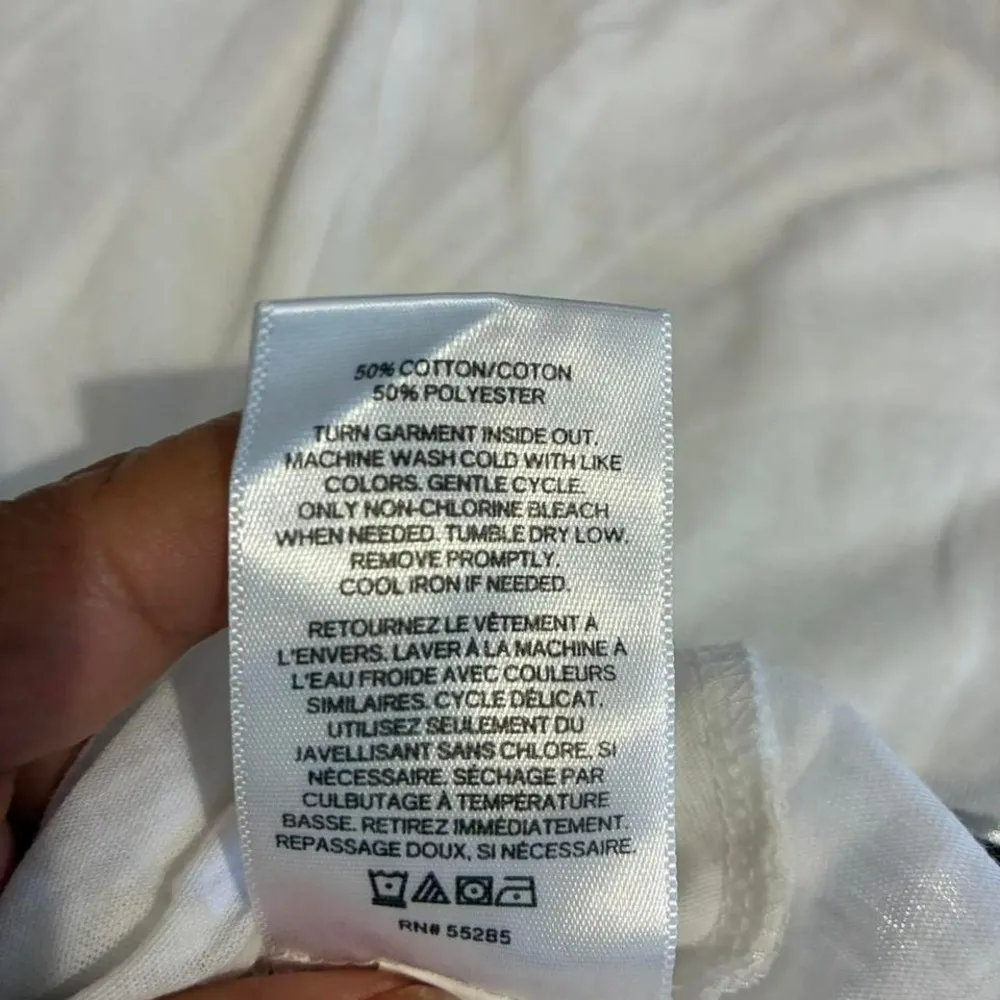 50% COTTON/COTON
50% POLYESTER
TURN GARMENT INSIDE OUT.
MACHINE WASH COLD WITH LIKE
COLORS. GENTLE CYCLE.
ONLY NON-CHLORINE BLEACH
WHEN NEEDED. TUMBLE DRY LOW.
REMOVE PROMPTLY.
COOL IRON IF NEEDED.
RETOURNEZ LE VÊTEMENT À
L'ENVERS. LAVER À LA MACHINE À
L'EAU FROIDE AVEC COULEURS
SIMILAIRES. CYCLE DÉLICAT.
UTILISEZ SEULEMENT DU
JAVELLISANT SANS CHLORE, SI
NÉCESSAIRE. SÉCHAGE PAR
CULBUTAGE À TEMPÉRATURE
BASSE. RETIREZ IMMÉDIATEMENT.
REPASSAGE DOUX, SI NÉCESSAIRE.
RN# 55285